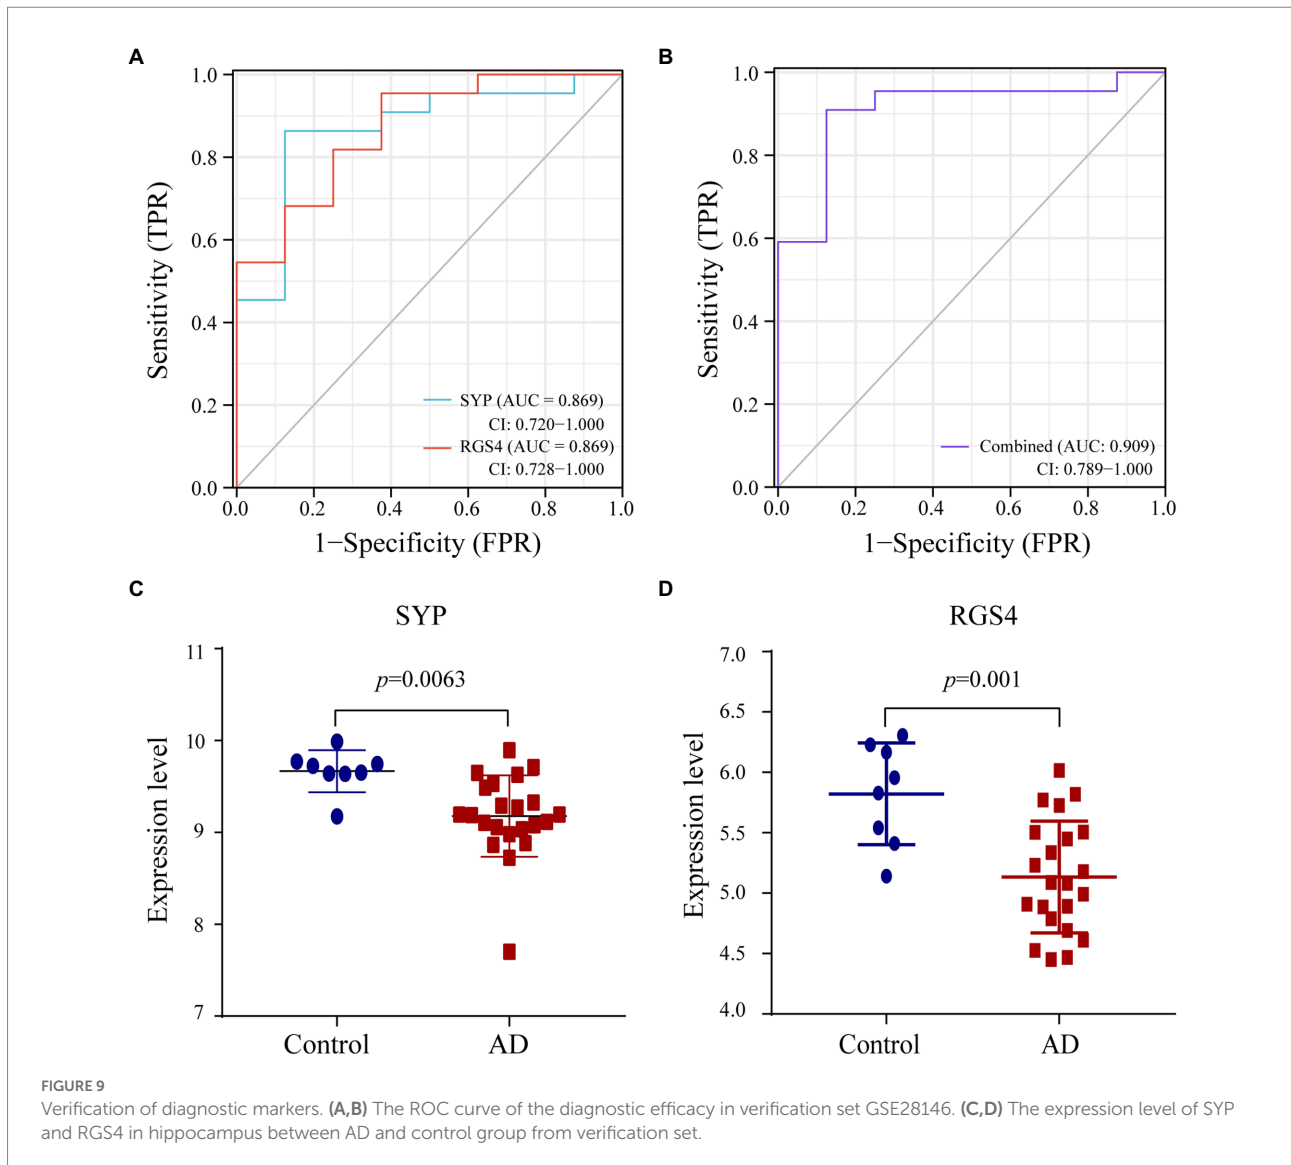 A
1.0
0.8
0.6
0.4
0.2
0.0
Sensitivity (TPR)
SYP (AUC = 0.869)
CI: 0.720−1.000
RGS4 (AUC = 0.869)
CI: 0.728−1.000
0.0 0.2 0.4 0.6 0.8 1.0
1−Specificity (FPR)
B
1.0
0.8
0.6
0.4
0.2
0.0
Sensitivity (TPR)
Combined (AUC: 0.909)
CI: 0.789−1.000
0.0 0.2 0.4 0.6 0.8 1.0
1−Specificity (FPR)
C
SYP
11
10
9
8
7
Expression level
p=0.0063
Control AD
D
RGS4
7.0
6.5
6.0
5.5
5.0
4.5
4.0
Expression level
p=0.001
Control AD
FIGURE 9
Verification of diagnostic markers. (A,B) The ROC curve of the diagnostic efficacy in verification set GSE28146. (C,D) The expression level of SYP
and RGS4 in hippocampus between AD and control group from verification set.